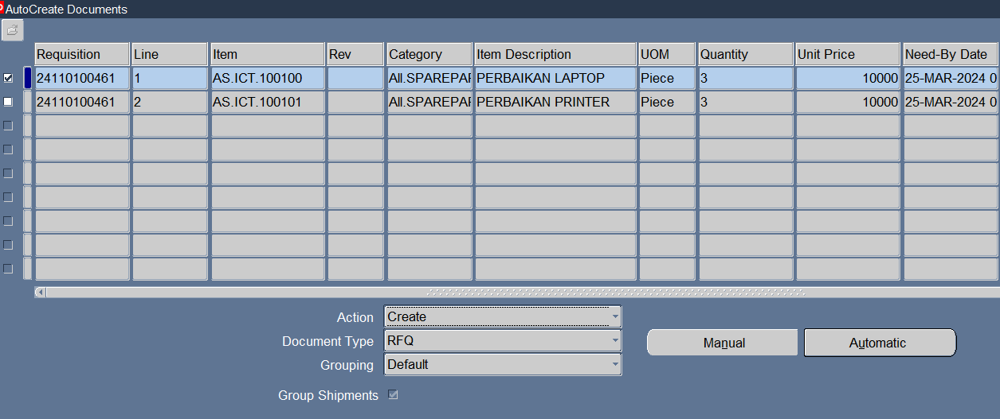 AutoCreate Documents
Requisition Line Item Rev Category Item Description UOM Quantity Unit Price Need-By Date
24110100461 1 AS.ICT.100100 All.SPAREPAR PERBAIKAN LAPTOP Piece 3 10000 25-MAR-2024 0
24110100461 2 AS.ICT.100101 All.SPAREPAR PERBAIKAN PRINTER Piece 3 10000 25-MAR-2024 0
Action Create
Document Type RFQ
Manual Automatic
Grouping Default
Group Shipments